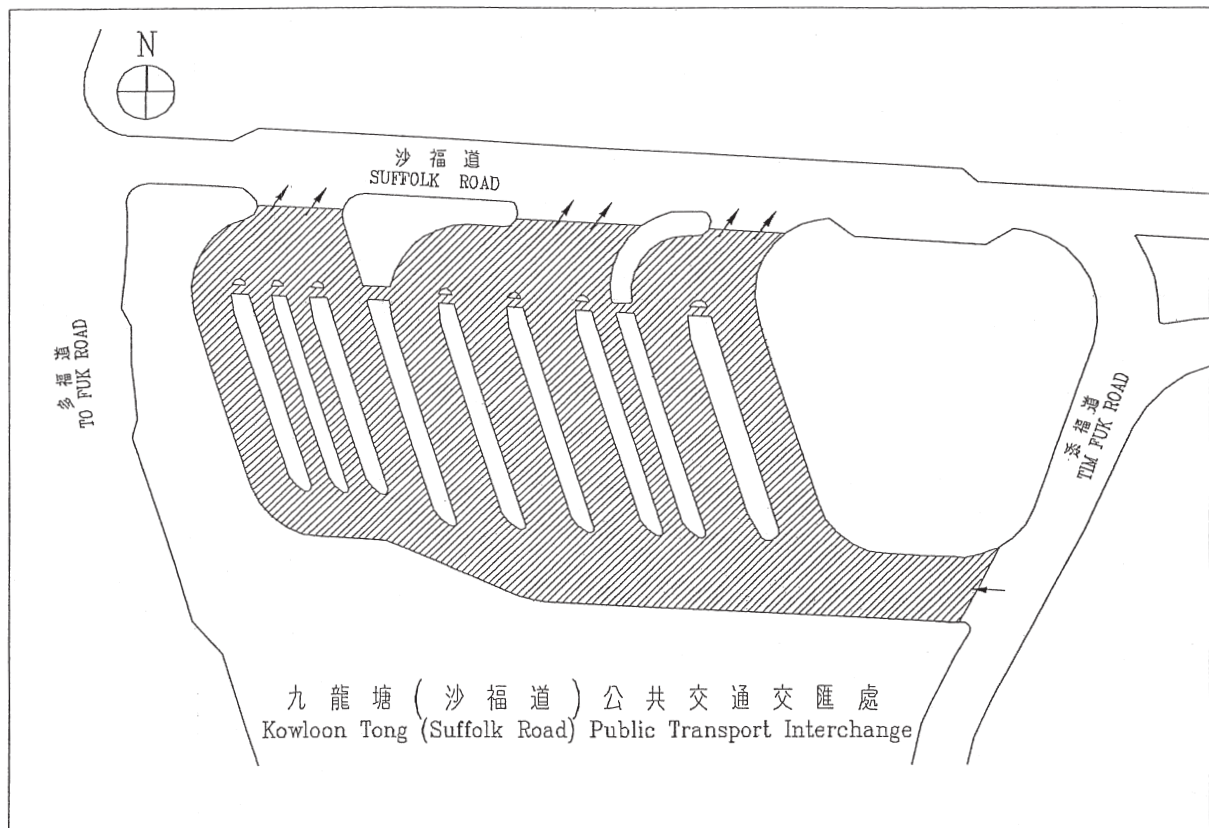 N
沙福道
SUFFOLK ROAD
多福道
TO FUK ROAD
添福道
TIM FUK ROAD
九龍塘(沙福道)公共交通交匯處
Kowloon Tong (Suffolk Road) Public Transport Interchange